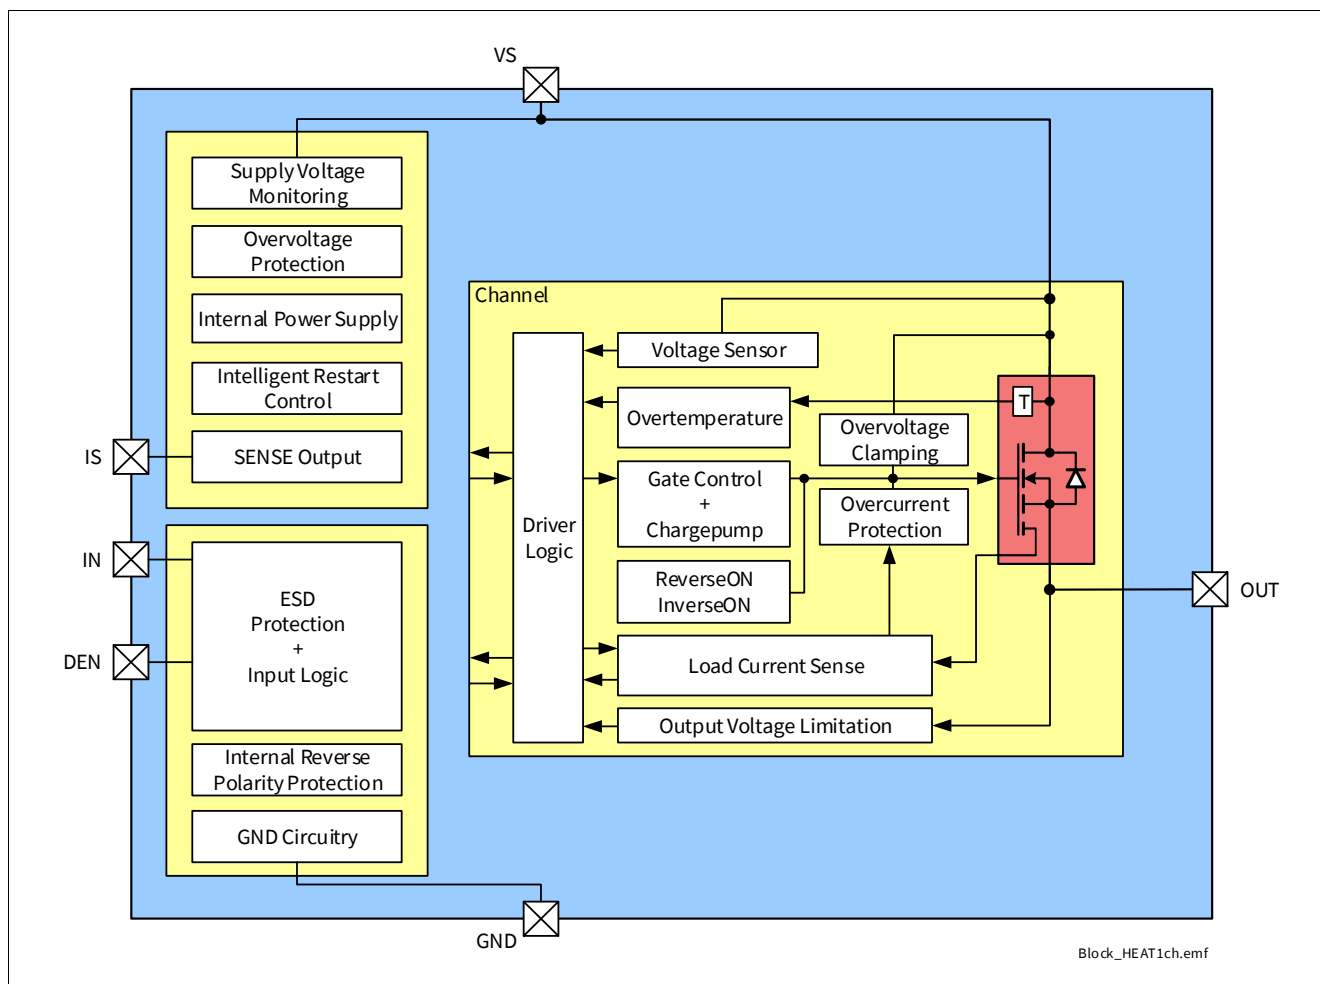 VS
Supply Voltage
Monitoring
Overvoltage
Protection
Internal Power Supply
Intelligent Restart
Control
SENSE Output
IS
IN
DEN
ESD
Protection
+
Input Logic
Internal Reverse
Polarity Protection
GND Circuitry
GND
Channel
Driver
Logic
Voltage Sensor
Overtemperature
T
Overvoltage
Clamping
Gate Control
+
Chargepump
Overcurrent
Protection
ReverseON
InverseON
Load Current Sense
Output Voltage Limitation
OUT
Block_HEAT1ch.emf